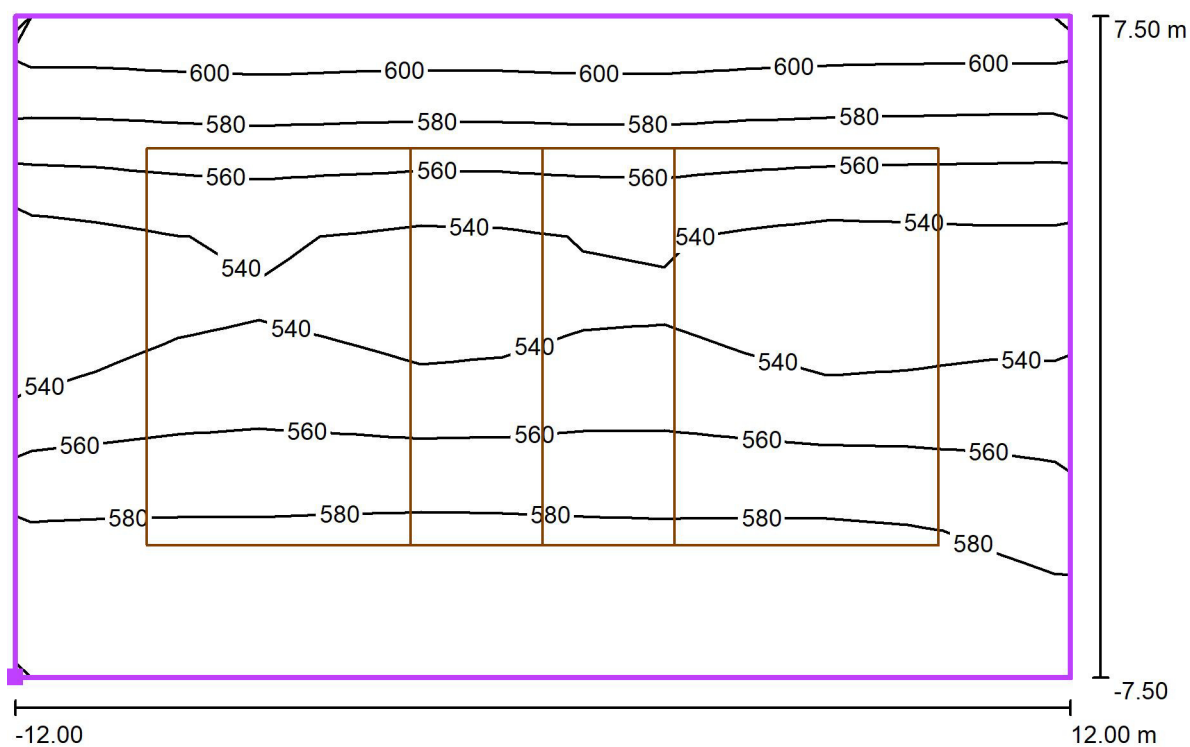 7.50 m
600 600 600 600 600
580 580 580 580
560 560 560 560
540 540 540 540 540
540 540 540 540 540
560 560 560 560 560
580 580 580 580 580
-7.50
-12.00 12.00 m